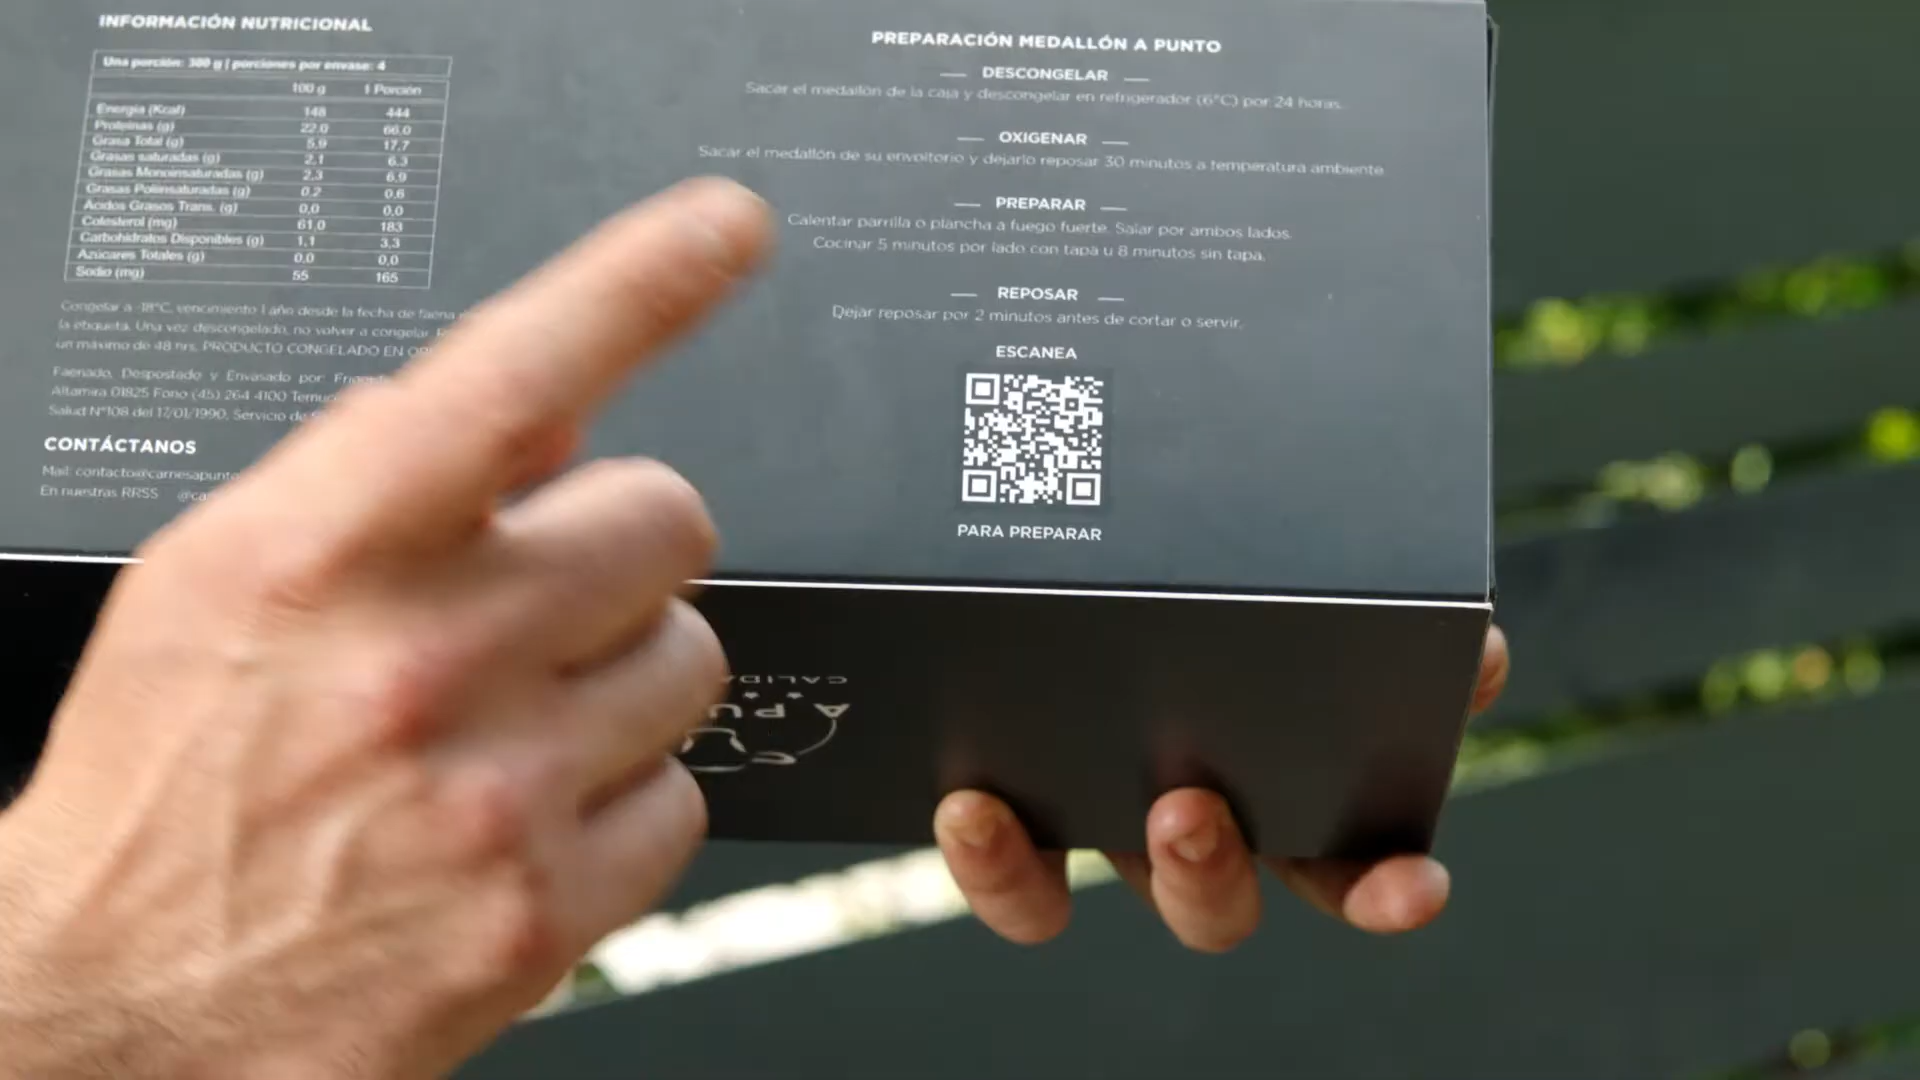 INFORMACIÓN NUTRICIONAL
Una porción: 300 g | porciones por envase: 4
100 g 1 Porción
Energía (Kcal) 148 444
Proteínas (g) 22,0 66,0
Grasa Total (g) 5,9 17,7
Grasas saturadas (g) 2,1 6,3
Grasas Monoinsaturadas (g) 2,3 6,9
Grasas Poliinsaturadas (g) 0,2 0,6
Ácidos Grasos Trans. (g) 0,0 0,0
Colesterol (mg) 61,0 183
Carbohidratos Disponibles (g) 1,1 3,3
Azúcares Totales (g) 0,0 0,0
Sodio (mg) 55 165
Congelar a -18°C, vencimiento 1 año desde la fecha de faena
la etiqueta. Una vez descongelado, no volver a congelar.
un máximo de 48 hrs. PRODUCTO CONGELADO EN
Faenado, Despostado y Envasado por:
Altamira 01825 Fono (45) 264 4100
Salud N°108 del 17/01/1990, Servicio de
CONTÁCTANOS
Mail: contacto@carnesapunto
En nuestras RRSS @ca
PREPARACIÓN MEDALLÓN A PUNTO
DESCONGELAR
Sacar el medallón de la caja y descongelar en refrigerador (6°C) por 24 horas.
OXIGENAR
Sacar el medallón de su envoltorio y dejarlo reposar 30 minutos a temperatura ambiente.
PREPARAR
Calentar parrilla o plancha a fuego fuerte. Salar por ambos lados.
Cocinar 5 minutos por lado con tapa u 8 minutos sin tapa.
REPOSAR
Dejar reposar por 2 minutos antes de cortar o servir.
ESCANEA
PARA PREPARAR
CALIDA
A PU